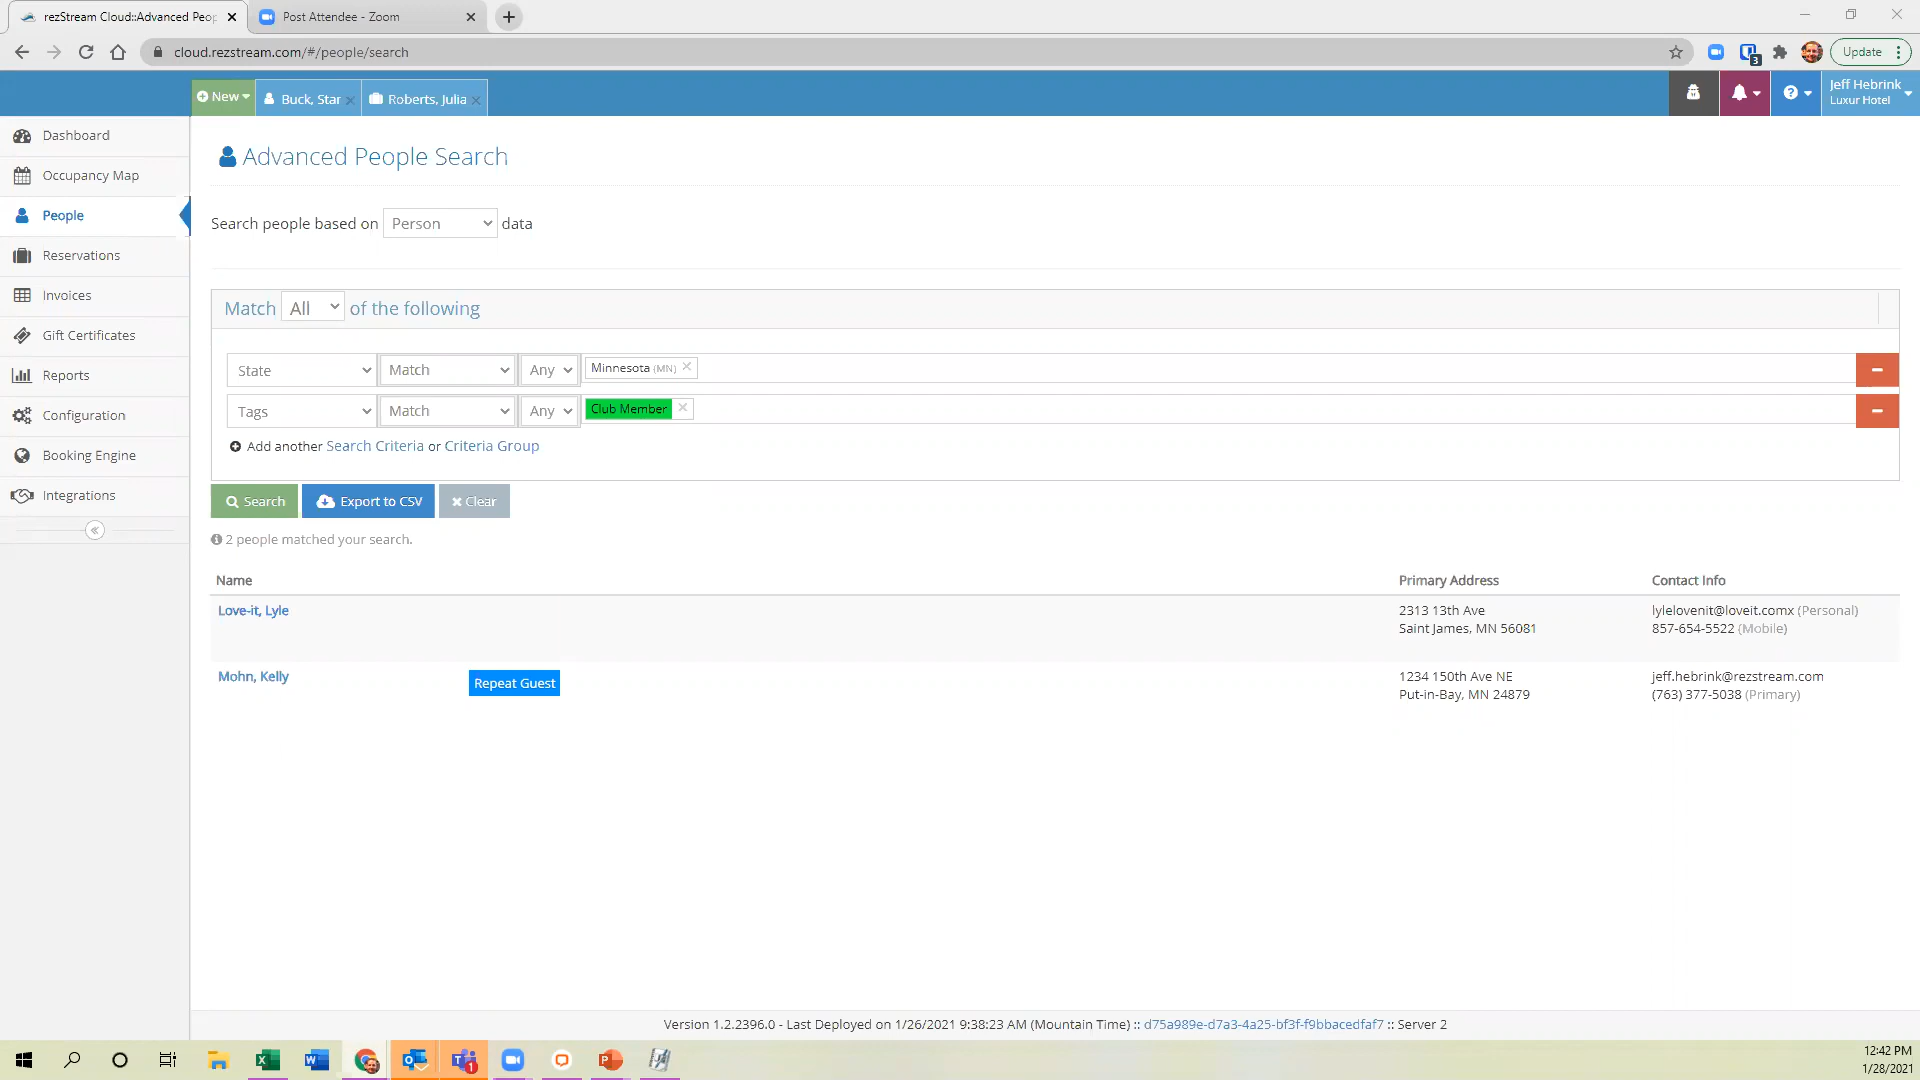 rezStream Cloud::Advanced Peop
Post Attendee - Zoom
cloud.rezstream.com/#/people/search
3
Update
New
Buck, Star
Roberts, Julia
Jeff Hebrink
Luxur Hotel
Dashboard
Occupancy Map
People
Reservations
Invoices
Gift Certificates
Reports
Configuration
Booking Engine
Integrations
Advanced People Search
Search people based on Person data
Match All of the following
State Match Any Minnesota (MN)
Tags Match Any Club Member
Add another Search Criteria or Criteria Group
Search Export to CSV Clear
2 people matched your search.
Name Primary Address Contact Info
Love-it, Lyle 2313 13th Ave lylelovenit@loveit.comx (Personal)
Saint James, MN 56081 857-654-5522 (Mobile)
Mohn, Kelly Repeat Guest 1234 150th Ave NE jeff.hebrink@rezstream.com
Put-in-Bay, MN 24879 (763) 377-5038 (Primary)
Version 1.2.2396.0 - Last Deployed on 1/26/2021 9:38:23 AM (Mountain Time) :: d75a989e-d7a3-4a25-bf3f-f9bbacedfaf7 :: Server 2
1
12:42 PM
1/28/2021